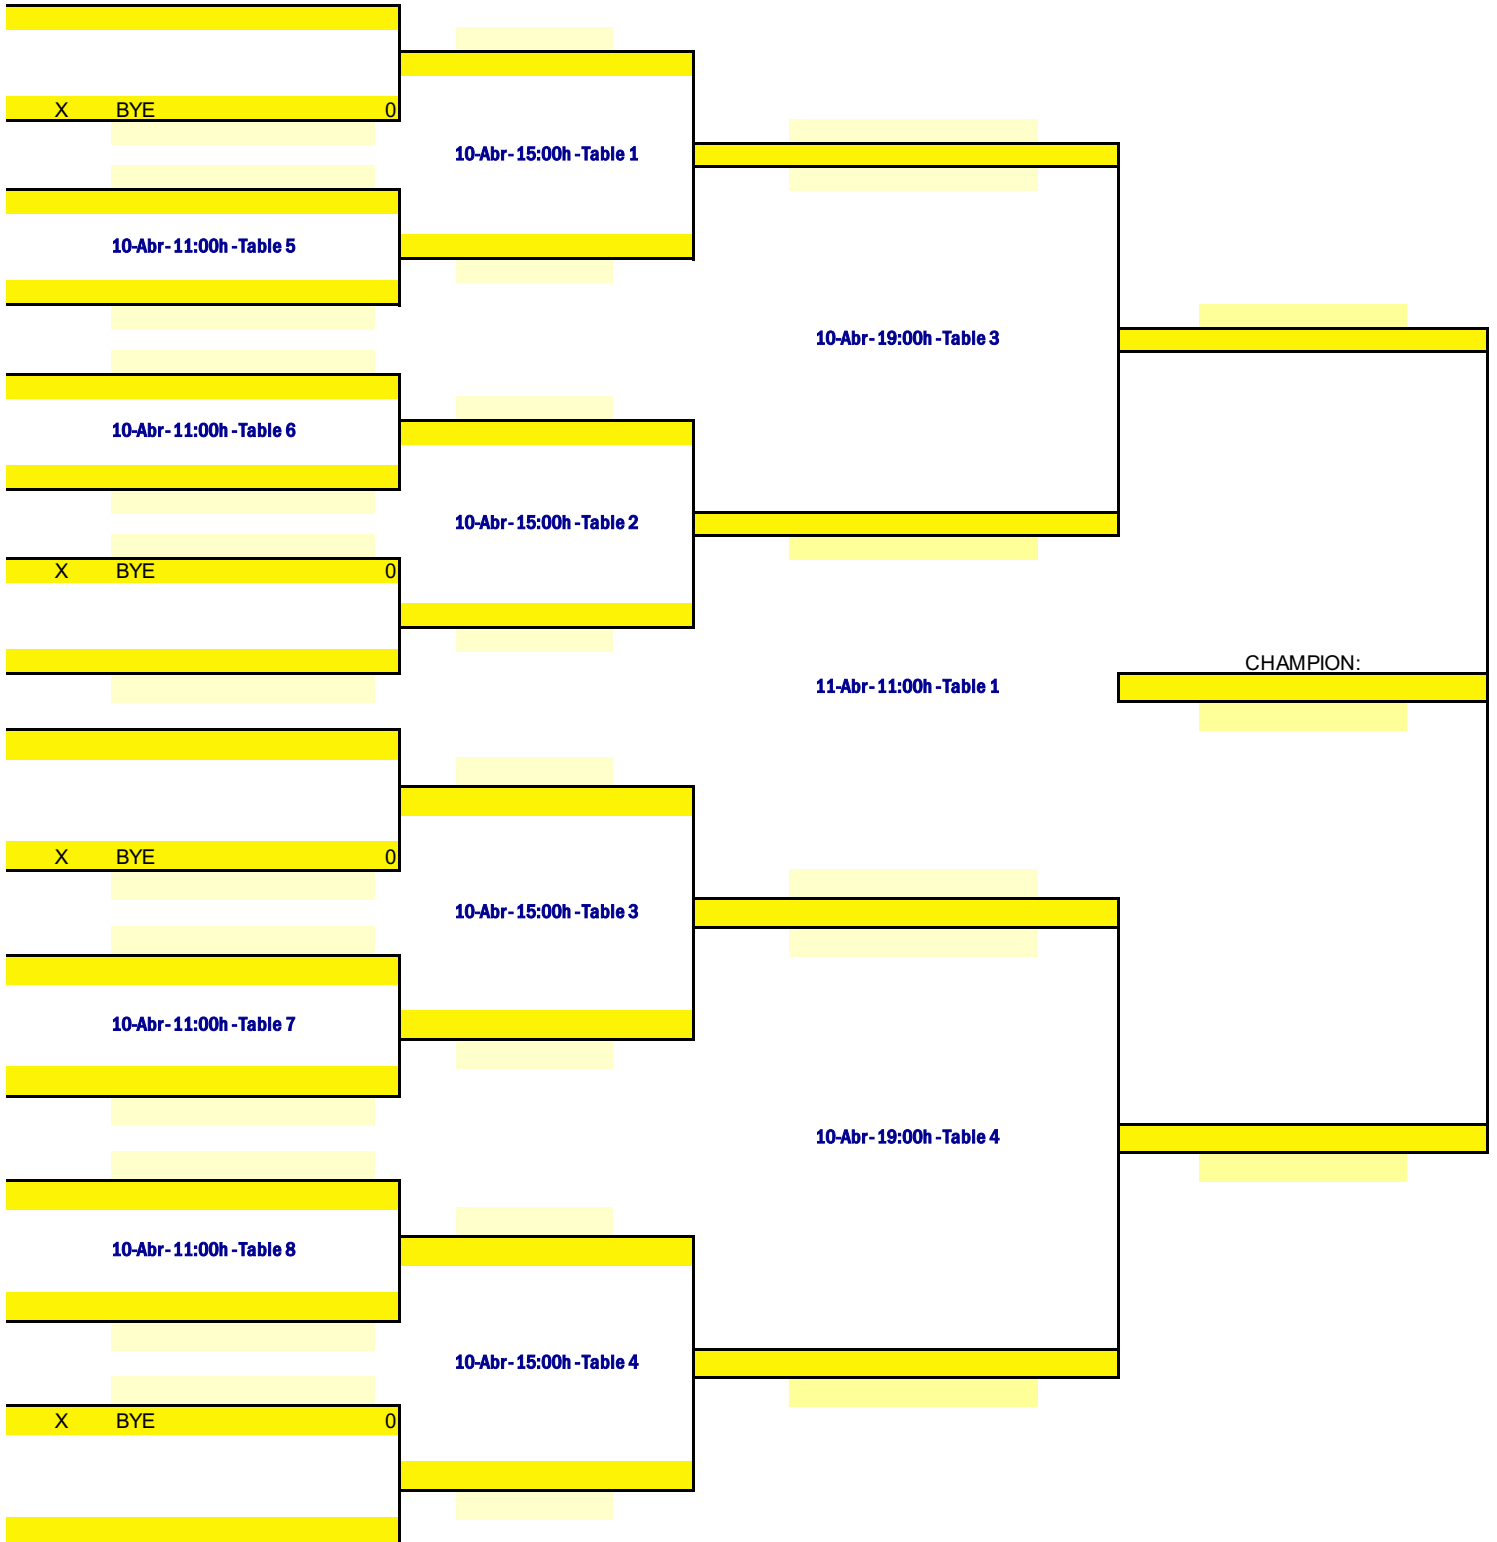 X BYE 0
10-Abr - 15:00h - Table 1
10-Abr - 11:00h - Table 5
10-Abr - 19:00h - Table 3
10-Abr - 11:00h - Table 6
10-Abr - 15:00h - Table 2
X BYE 0
CHAMPION:
11-Abr - 11:00h - Table 1
X BYE 0
10-Abr - 15:00h - Table 3
10-Abr - 11:00h - Table 7
10-Abr - 19:00h - Table 4
10-Abr - 11:00h - Table 8
10-Abr - 15:00h - Table 4
X BYE 0